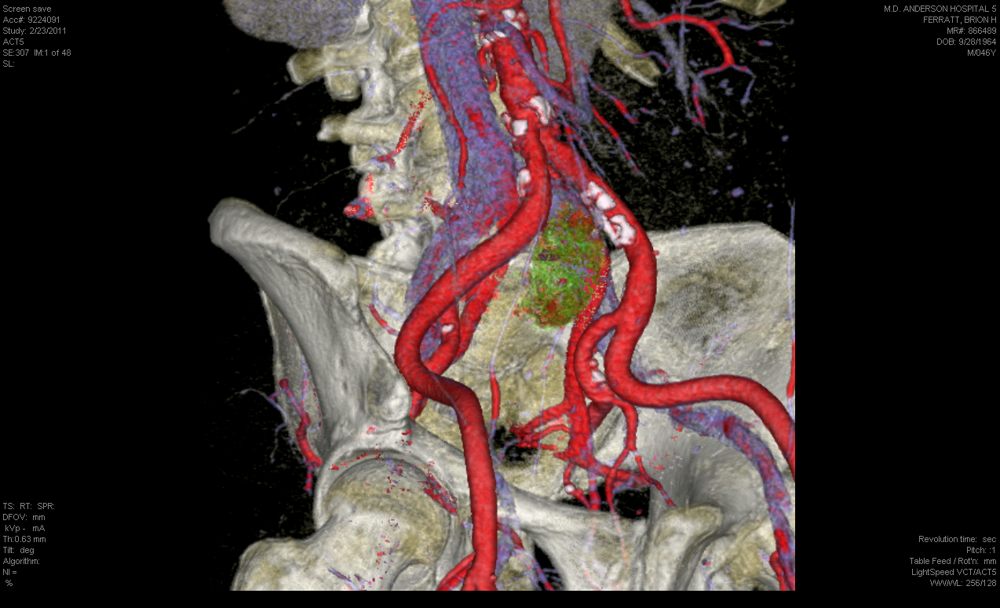 Screen save
Acc#: 9224091
Study: 2/23/2011
ACT5
SE:307 IM:1 of 48
SL:
M.D. ANDERSON HOSPITAL 5
FERRATT, BRION H
MR#: 866489
DOB: 9/28/1964
M/046Y
TS: RT: SPR:
DFOV: mm
kVp - mA
Th:0.63 mm
Tilt: deg
Algorithm:
NI =
%
Revolution time: sec
Pitch: :1
Table Feed / Rot'n: mm
LightSpeed VCT/ACT5
WW/WL: 256/128